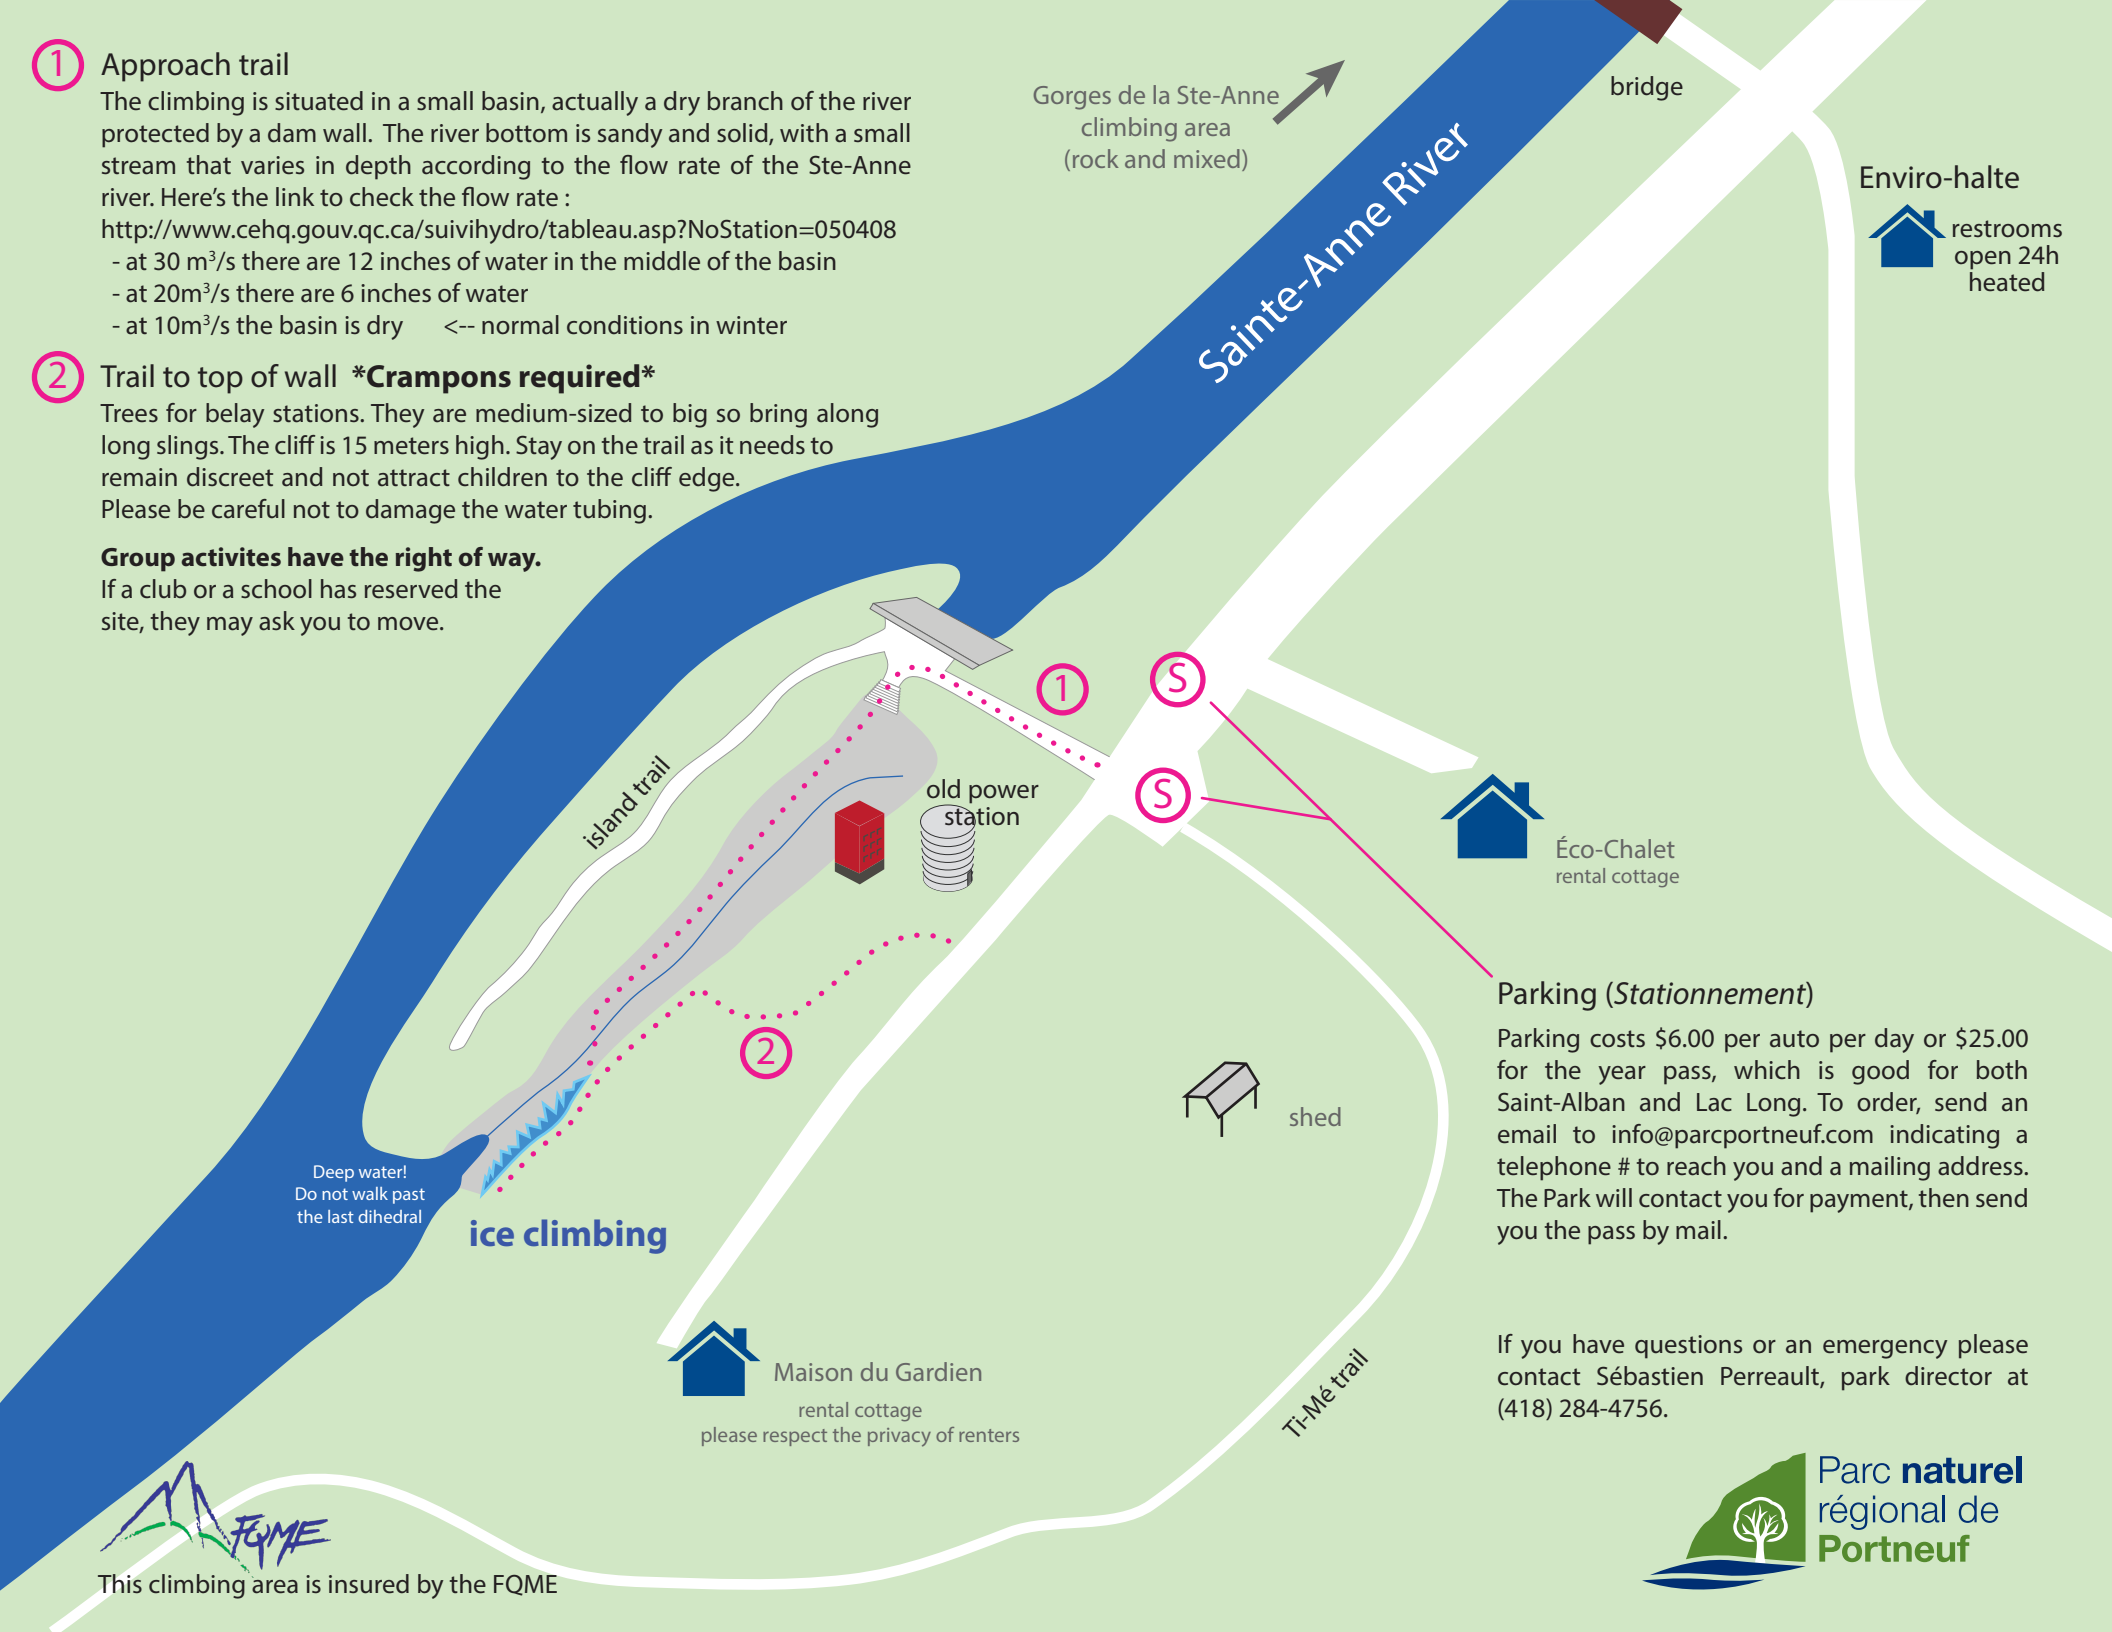 1 Approach trail
The climbing is situated in a small basin, actually a dry branch of the river
protected by a dam wall. The river bottom is sandy and solid, with a small
stream that varies in depth according to the flow rate of the Ste-Anne
river. Here's the link to check the flow rate :
http://www.cehq.gouv.qc.ca/suivihydro/tableau.asp?NoStation=050408
- at 30 m³/s there are 12 inches of water in the middle of the basin
- at 20m³/s there are 6 inches of water
- at 10m³/s the basin is dry <-- normal conditions in winter
2 Trail to top of wall *Crampons required*
Trees for belay stations. They are medium-sized to big so bring along
long slings. The cliff is 15 meters high. Stay on the trail as it needs to
remain discreet and not attract children to the cliff edge.
Please be careful not to damage the water tubing.
Group activites have the right of way.
If a club or a school has reserved the
site, they may ask you to move.
Gorges de la Ste-Anne
climbing area
(rock and mixed)
Sainte-Anne River
bridge
Enviro-halte
restrooms
open 24h
heated
1
S
S
island trail
old power
station
Éco-Chalet
rental cottage
2
Parking (Stationnement)
Parking costs $6.00 per auto per day or $25.00
for the year pass, which is good for both
Saint-Alban and Lac Long. To order, send an
email to info@parcportneuf.com indicating a
telephone # to reach you and a mailing address.
The Park will contact you for payment, then send
you the pass by mail.
shed
Deep water!
Do not walk past
the last dihedral
ice climbing
Maison du Gardien
rental cottage
please respect the privacy of renters
Ti-Mé trail
If you have questions or an emergency please
contact Sébastien Perreault, park director at
(418) 284-4756.
FQME
This climbing area is insured by the FQME
Parc naturel
régional de
Portneuf